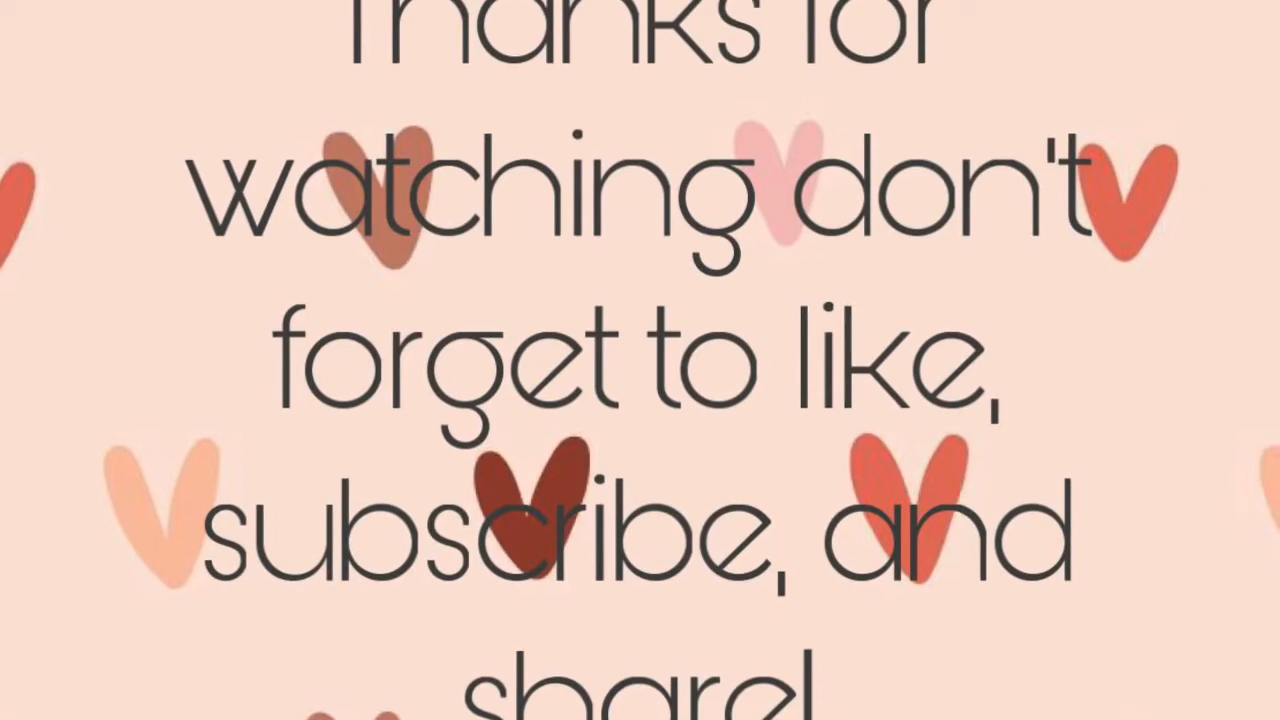 Thanks for
watching don't
forget to like,
subscribe, and
share!